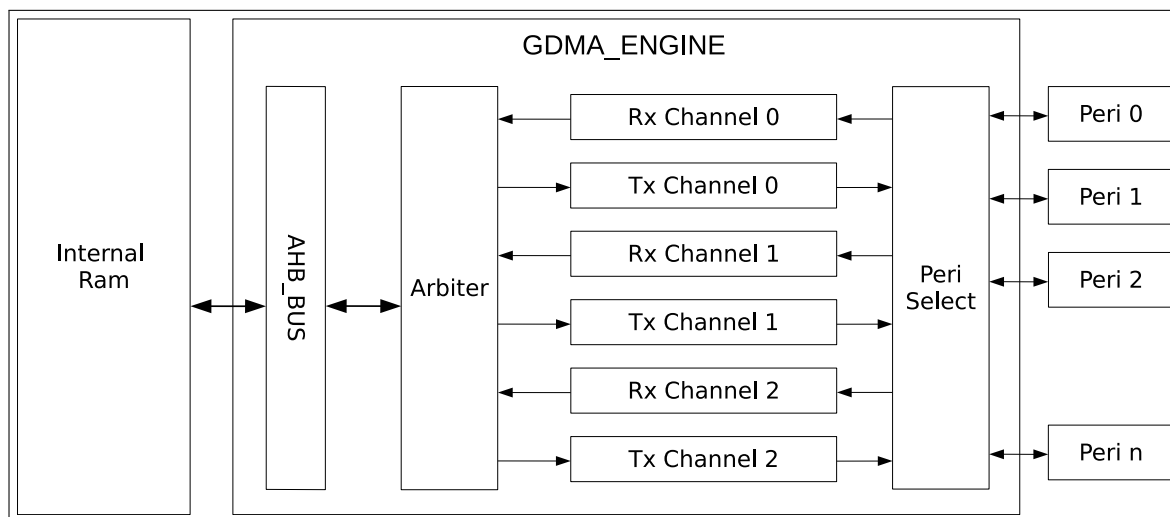 GDMA_ENGINE
Internal
Ram
AHB_BUS
Arbiter
Rx Channel 0
Tx Channel 0
Rx Channel 1
Tx Channel 1
Rx Channel 2
Tx Channel 2
Peri
Select
Peri 0
Peri 1
Peri 2
Peri n